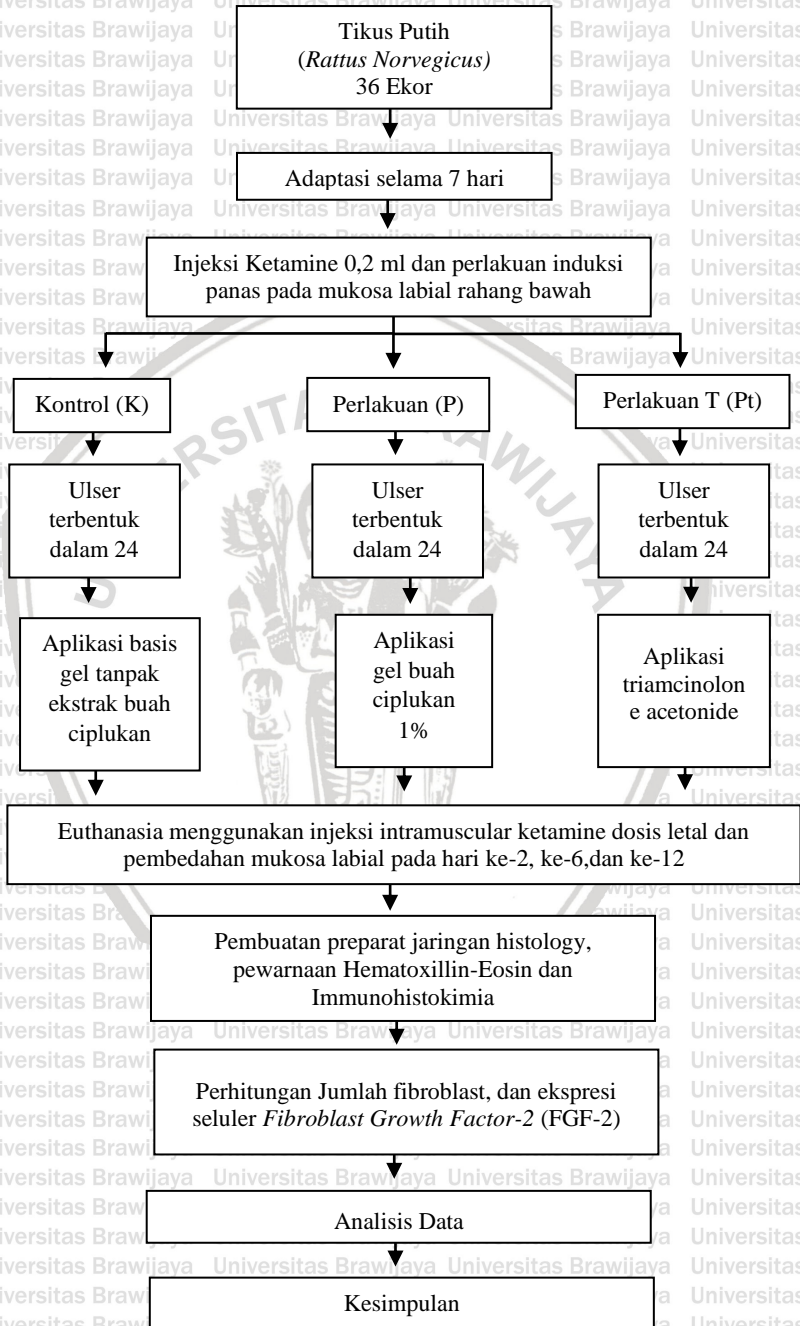 Tikus Putih
(Rattus Norvegicus)
36 Ekor
Adaptasi selama 7 hari
Injeksi Ketamine 0,2 ml dan perlakuan induksi
panas pada mukosa labial rahang bawah
Kontrol (K)
Perlakuan (P)
Perlakuan T (Pt)
Ulser
terbentuk
dalam 24
Ulser
terbentuk
dalam 24
Ulser
terbentuk
dalam 24
Aplikasi basis
gel tanpak
ekstrak buah
ciplukan
Aplikasi
gel buah
ciplukan
1%
Aplikasi
triamcinolon
e acetonide
Euthanasia menggunakan injeksi intramuscular ketamine dosis letal dan
pembedahan mukosa labial pada hari ke-2, ke-6,dan ke-12
Pembuatan preparat jaringan histology,
pewarnaan Hematoxillin-Eosin dan
Immunohistokimia
Perhitungan Jumlah fibroblast, dan ekspresi
seluler Fibroblast Growth Factor-2 (FGF-2)
Analisis Data
Kesimpulan